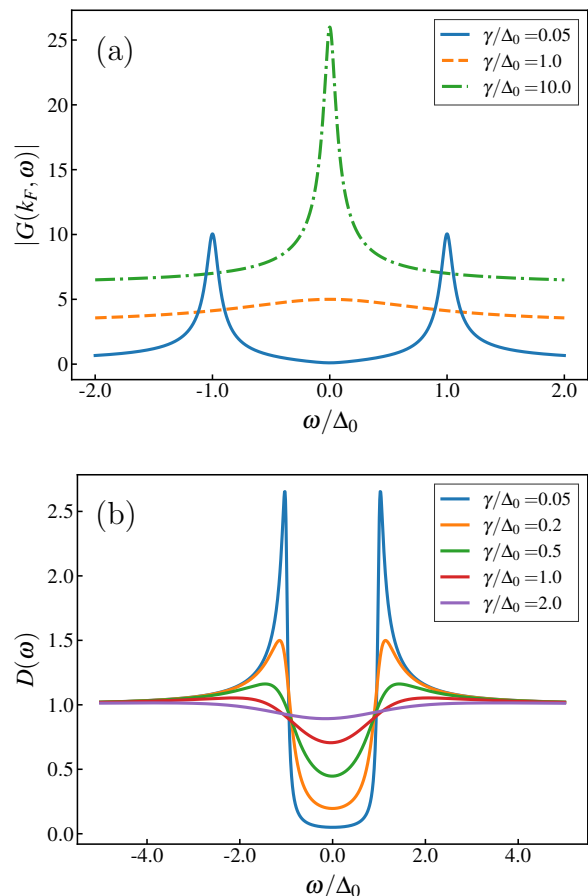 (a)
γ/Δ₀ =0.05
γ/Δ₀ =1.0
γ/Δ₀ =10.0
|G(k_F, ω)|
25
20
15
10
5
0
-2.0 -1.0 0.0 1.0 2.0
ω/Δ₀
(b)
γ/Δ₀ =0.05
γ/Δ₀ =0.2
γ/Δ₀ =0.5
γ/Δ₀ =1.0
γ/Δ₀ =2.0
D(ω)
2.5
2.0
1.5
1.0
0.5
0.0
-4.0 -2.0 0.0 2.0 4.0
ω/Δ₀